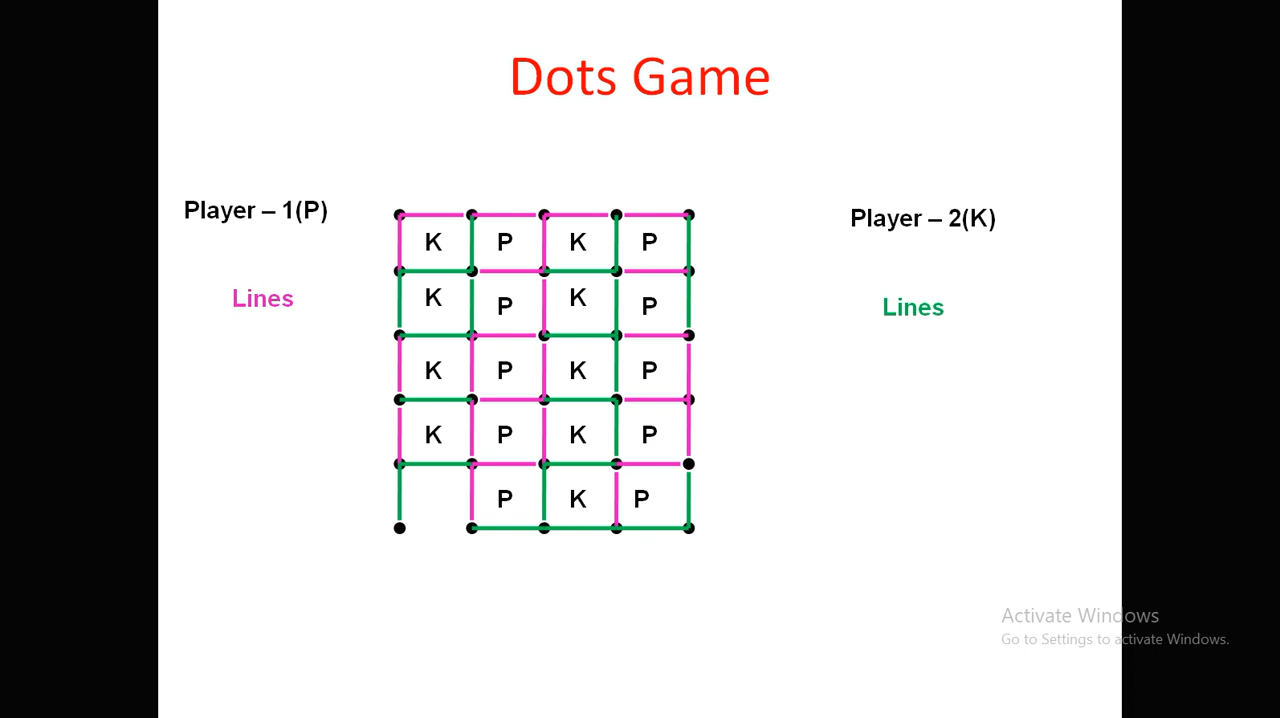 Dots Game
Player – 1(P)
Player – 2(K)
Lines
Lines
K P K P
K P K P
K P K P
K P K P
P K P
Activate Windows
Go to Settings to activate Windows.